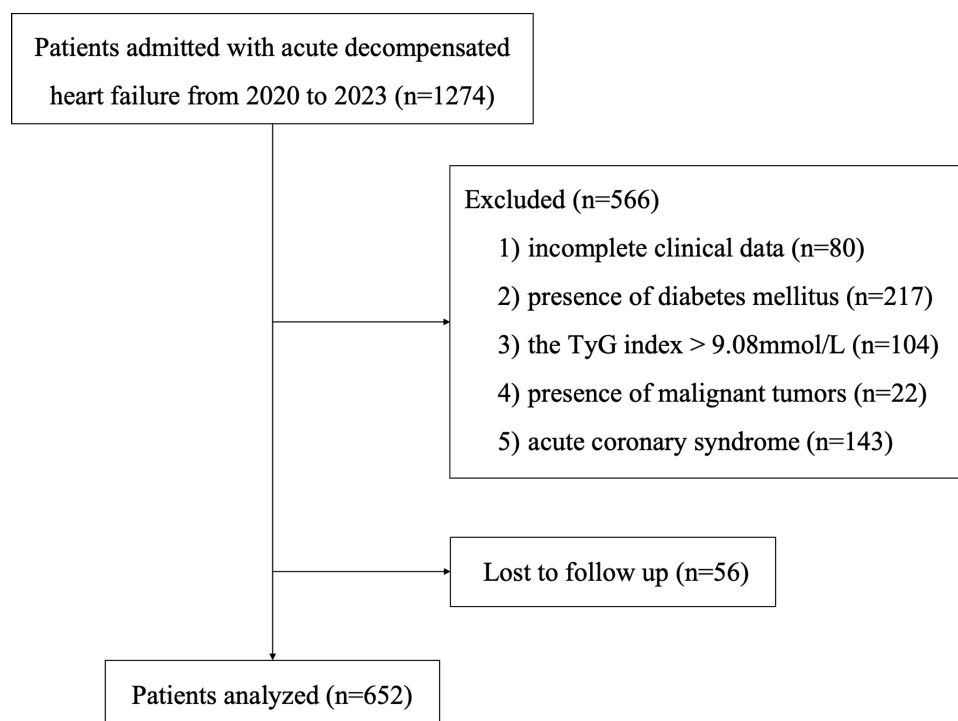 Patients admitted with acute decompensated
heart failure from 2020 to 2023 (n=1274)
Excluded (n=566)
1) incomplete clinical data (n=80)
2) presence of diabetes mellitus (n=217)
3) the TyG index > 9.08mmol/L (n=104)
4) presence of malignant tumors (n=22)
5) acute coronary syndrome (n=143)
Lost to follow up (n=56)
Patients analyzed (n=652)